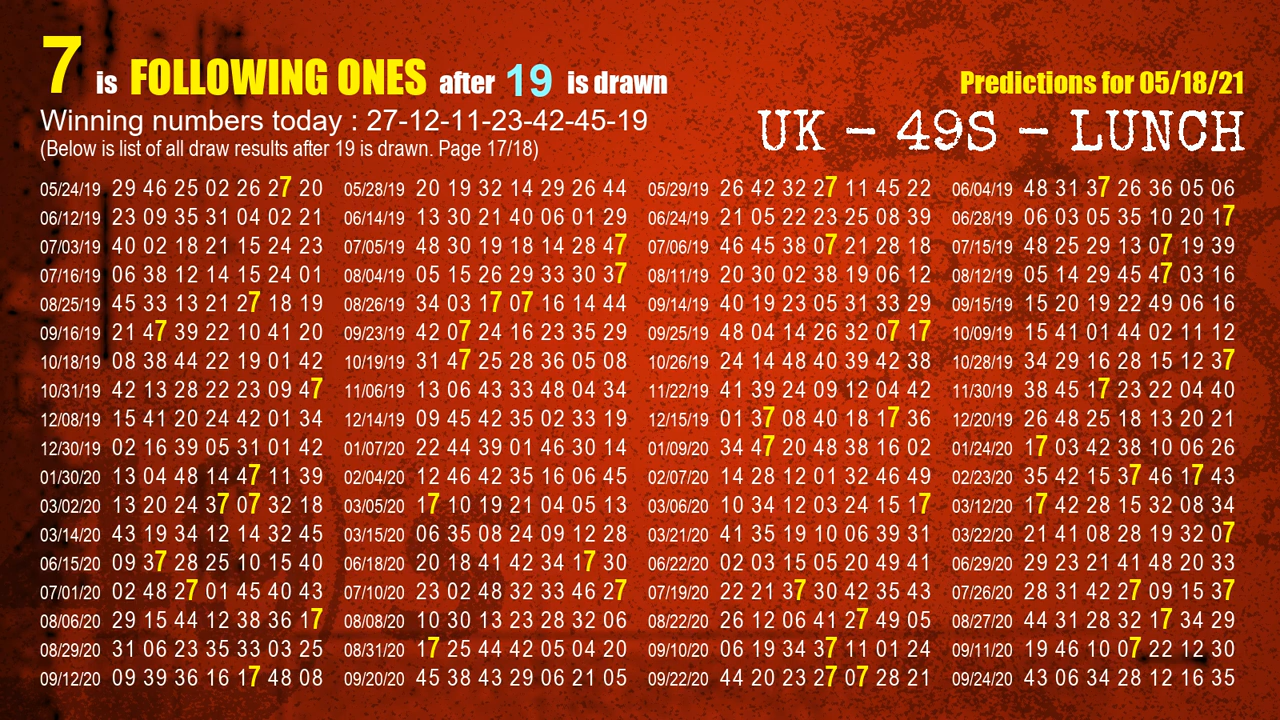 7 is FOLLOWING ONES after 19 is drawn
Predictions for 05/18/21
Winning numbers today : 27-12-11-23-42-45-19
UK - 49S - LUNCH
(Below is list of all draw results after 19 is drawn. Page 17/18)
05/24/19 29 46 25 02 26 27 20 05/28/19 20 19 32 14 29 26 44 05/29/19 26 42 32 27 11 45 22 06/04/19 48 31 37 26 36 05 06
06/12/19 23 09 35 31 04 02 21 06/14/19 13 30 21 40 06 01 29 06/24/19 21 05 22 23 25 08 39 06/28/19 06 03 05 35 10 20 17
07/03/19 40 02 18 21 15 24 23 07/05/19 48 30 19 18 14 28 47 07/06/19 46 45 38 07 21 28 18 07/15/19 48 25 29 13 07 19 39
07/16/19 06 38 12 14 15 24 01 08/04/19 05 15 26 29 33 30 37 08/11/19 20 30 02 38 19 06 12 08/12/19 05 14 29 45 47 03 16
08/25/19 45 33 13 21 27 18 19 08/26/19 34 03 17 07 16 14 44 09/14/19 40 19 23 05 31 33 29 09/15/19 15 20 19 22 49 06 16
09/16/19 21 47 39 22 10 41 20 09/23/19 42 07 24 16 23 35 29 09/25/19 48 04 14 26 32 07 17 10/09/19 15 41 01 44 02 11 12
10/18/19 08 38 44 22 19 01 42 10/19/19 31 47 25 28 36 05 08 10/26/19 24 14 48 40 39 42 38 10/28/19 34 29 16 28 15 12 37
10/31/19 42 13 28 22 23 09 47 11/06/19 13 06 43 33 48 04 34 11/22/19 41 39 24 09 12 04 42 11/30/19 38 45 17 23 22 04 40
12/08/19 15 41 20 24 42 01 34 12/14/19 09 45 42 35 02 33 19 12/15/19 01 37 08 40 18 17 36 12/20/19 26 48 25 18 13 20 21
12/30/19 02 16 39 05 31 01 42 01/07/20 22 44 39 01 46 30 14 01/09/20 34 47 20 48 38 16 02 01/24/20 17 03 42 38 10 06 26
01/30/20 13 04 48 14 47 11 39 02/04/20 12 46 42 35 16 06 45 02/07/20 14 28 12 01 32 46 49 02/23/20 35 42 15 37 46 17 43
03/02/20 13 20 24 37 07 32 18 03/05/20 17 10 19 21 04 05 13 03/06/20 10 34 12 03 24 15 17 03/12/20 17 42 28 15 32 08 34
03/14/20 43 19 34 12 14 32 45 03/15/20 06 35 08 24 09 12 28 03/21/20 41 35 19 10 06 39 31 03/22/20 21 41 08 28 19 32 07
06/15/20 09 37 28 25 10 15 40 06/18/20 20 18 41 42 34 17 30 06/22/20 02 03 15 05 20 49 41 06/29/20 29 23 21 41 48 20 33
07/01/20 02 48 27 01 45 40 43 07/10/20 23 02 48 32 33 46 27 07/19/20 22 21 37 30 42 35 43 07/26/20 28 31 42 27 09 15 37
08/06/20 29 15 44 12 38 36 17 08/08/20 10 30 13 23 28 32 06 08/22/20 26 12 06 41 27 49 05 08/27/20 44 31 28 32 17 34 29
08/29/20 31 06 23 35 33 03 25 08/31/20 17 25 44 42 05 04 20 09/10/20 06 19 34 37 11 01 24 09/11/20 19 46 10 07 22 12 30
09/12/20 09 39 36 16 17 48 08 09/20/20 45 38 43 29 06 21 05 09/22/20 44 20 23 27 07 28 21 09/24/20 43 06 34 28 12 16 35